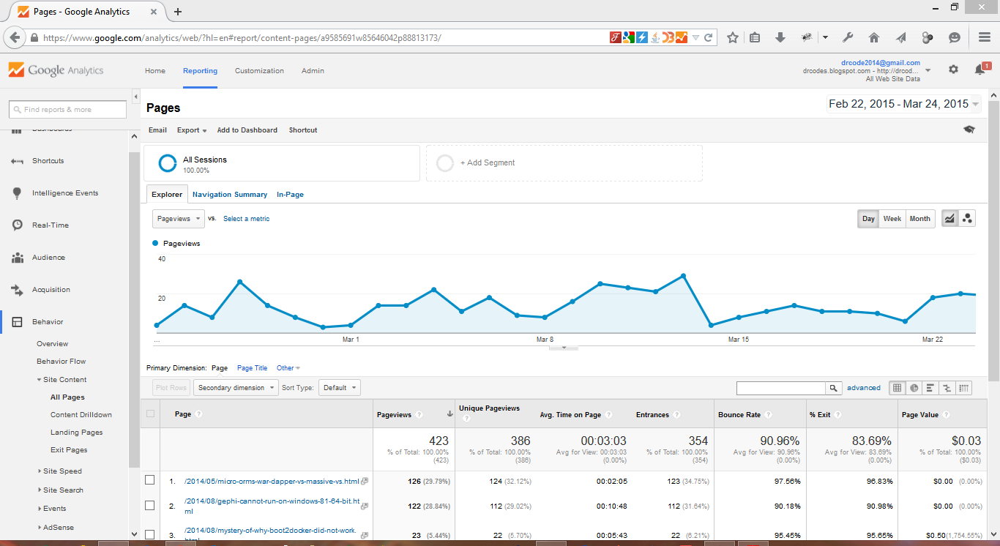 Pages - Google Analytics
https://www.google.com/analytics/web/?hl=en#report/content-pages/a9585691w85646042p88813173/
Google Analytics
Home Reporting Customization Admin
drcode2014@gmail.com
drcodes.blogspot.com - http://drcod...
All Web Site Data
1
Find reports & more
Dashboards
Shortcuts
Intelligence Events
Real-Time
Audience
Acquisition
Behavior
Overview
Behavior Flow
Site Content
All Pages
Content Drilldown
Landing Pages
Exit Pages
Site Speed
Site Search
Events
AdSense
Pages
Feb 22, 2015 - Mar 24, 2015
Email Export Add to Dashboard Shortcut
All Sessions
100.00%
+ Add Segment
Explorer Navigation Summary In-Page
Pageviews vs. Select a metric
Day Week Month
Pageviews
40
20
... Mar 1 Mar 8 Mar 15 Mar 22
Primary Dimension: Page Page Title Other
Plot Rows Secondary dimension Sort Type: Default advanced
Page Pageviews Unique Pageviews Avg. Time on Page Entrances Bounce Rate % Exit Page Value
423 386 00:03:03 354 90.96% 83.69% $0.03
% of Total: 100.00% % of Total: 100.00% Avg for View: 00:03:03 % of Total: 100.00% Avg for View: 90.96% Avg for View: 83.69% % of Total: 100.00%
(423) (386) (0.00%) (354) (0.00%) (0.00%) ($0.03)
1. /2014/05/micro-orms-war-dapper-vs-massive-vs.html 126 (29.79%) 124 (32.12%) 00:02:05 123 (34.75%) 97.56% 96.83% $0.00 (0.00%)
2. /2014/08/gephi-cannot-run-on-windows-81-64-bit.ht
ml 122 (28.84%) 112 (29.02%) 00:10:48 112 (31.64%) 90.18% 90.98% $0.00 (0.00%)
3. /2014/08/mystery-of-why-boot2docker-did-not-work.
html 23 (5.44%) 22 (5.70%) 00:05:43 22 (6.21%) 95.45% 95.65% $0.50 (1,754.55%)